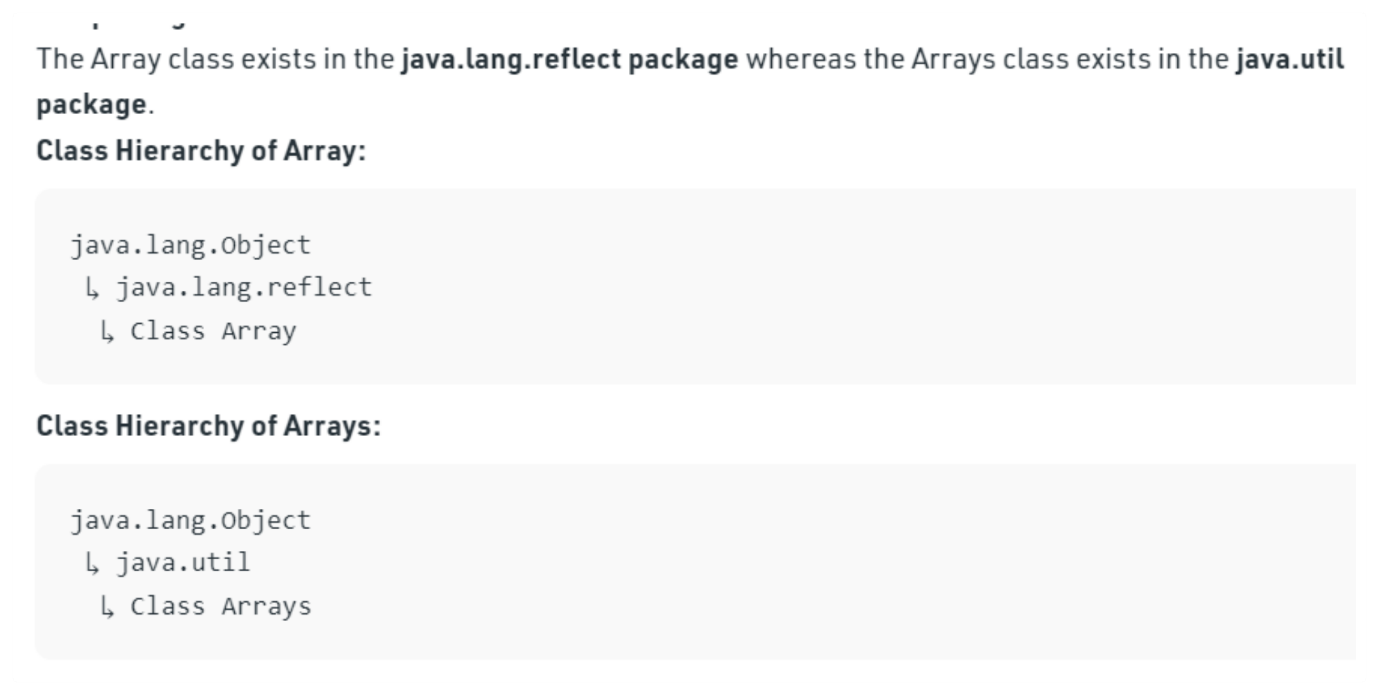 The Array class exists in the java.lang.reflect package whereas the Arrays class exists in the java.util
package.
Class Hierarchy of Array:
java.lang.Object
↳ java.lang.reflect
↳ Class Array
Class Hierarchy of Arrays:
java.lang.Object
↳ java.util
↳ Class Arrays